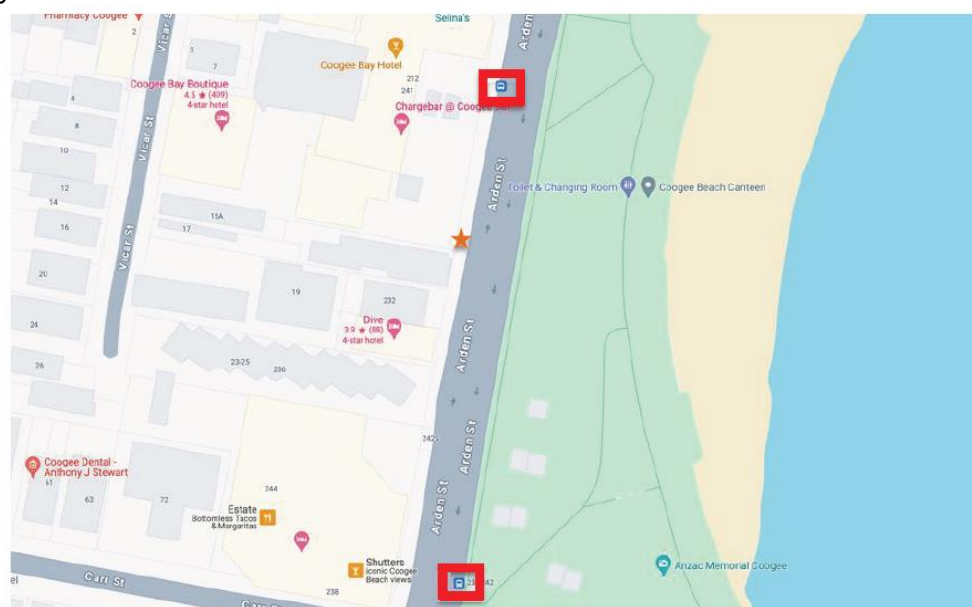 Pharmacy Coogee
Selina's
Arden
2
Vicar St
1
7
Coogee Bay Hotel
212
241
Coogee Bay Boutique
4.5 ★ (409)
4-star hotel
Chargebar @ Coogee
4
Vicar St
10
12
14
16
15A
17
Arden St
Toilet & Changing Room
Coogee Beach Canteen
Vicar St
20
19
232
24
Dive
3.9 ★ (88)
4-star hotel
Arden St
26
23-25
236
Arden St
Coogee Dental -
Anthony J Stewart
61
63
72
244
Estate
Bottomless Tacos
& Margaritas
Arden St
Shutters
Iconic Coogee
Beach views
238
Carr St
Anzac Memorial Coogee